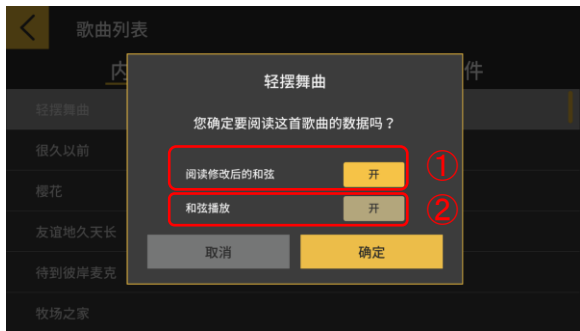 歌曲列表
内 件
轻摆舞曲
轻摆舞曲
您确定要阅读这首歌曲的数据吗？
很久以前
阅读修改后的和弦 开 ①
樱花
和弦播放 开 ②
友谊地久天长
取消 确定
待到彼岸麦克
牧场之家